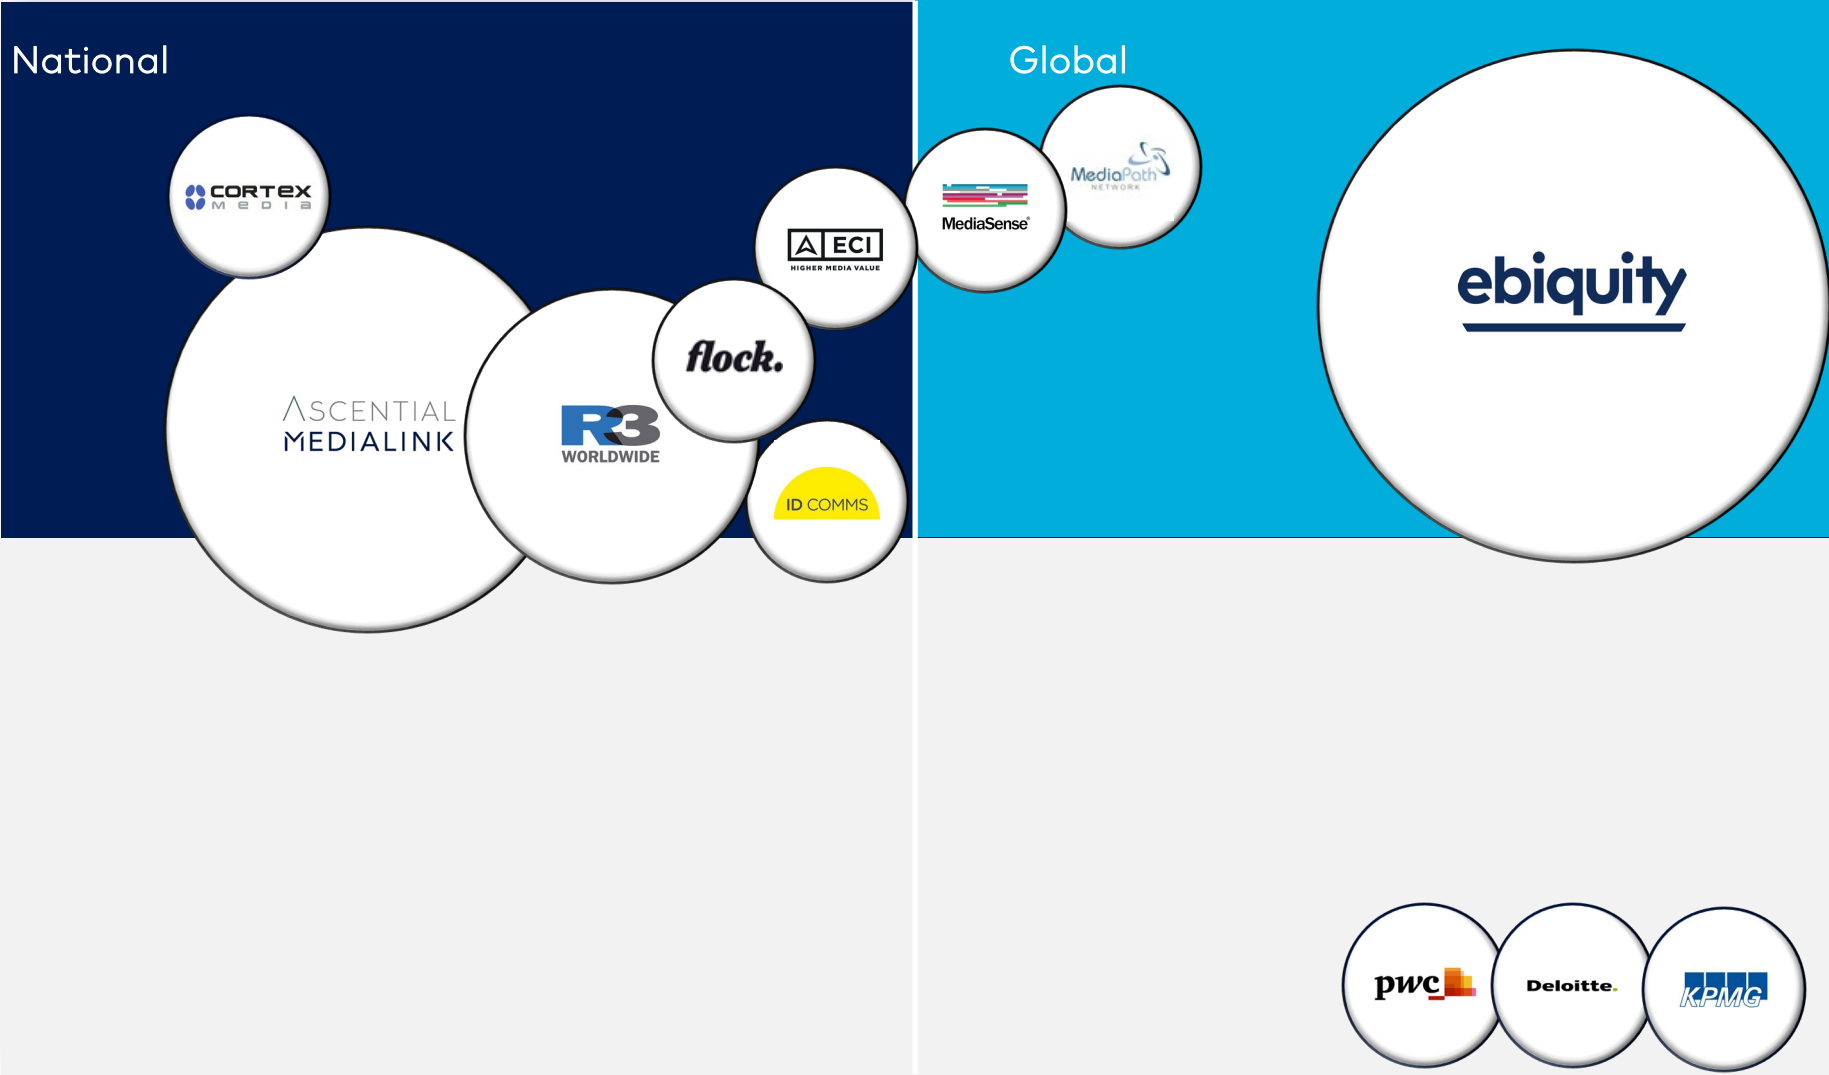 National
Global
CORTEX
MEDIA
MediaPath
NETWORK
MediaSense®
ECI
HIGHER MEDIA VALUE
ebiquity
flock.
ASCENTIAL
MEDIALINK
R3
WORLDWIDE
ID COMMS
pwc
Deloitte.
KPMG